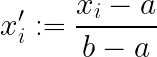 x'_i := \frac{x_i - a}{b - a}